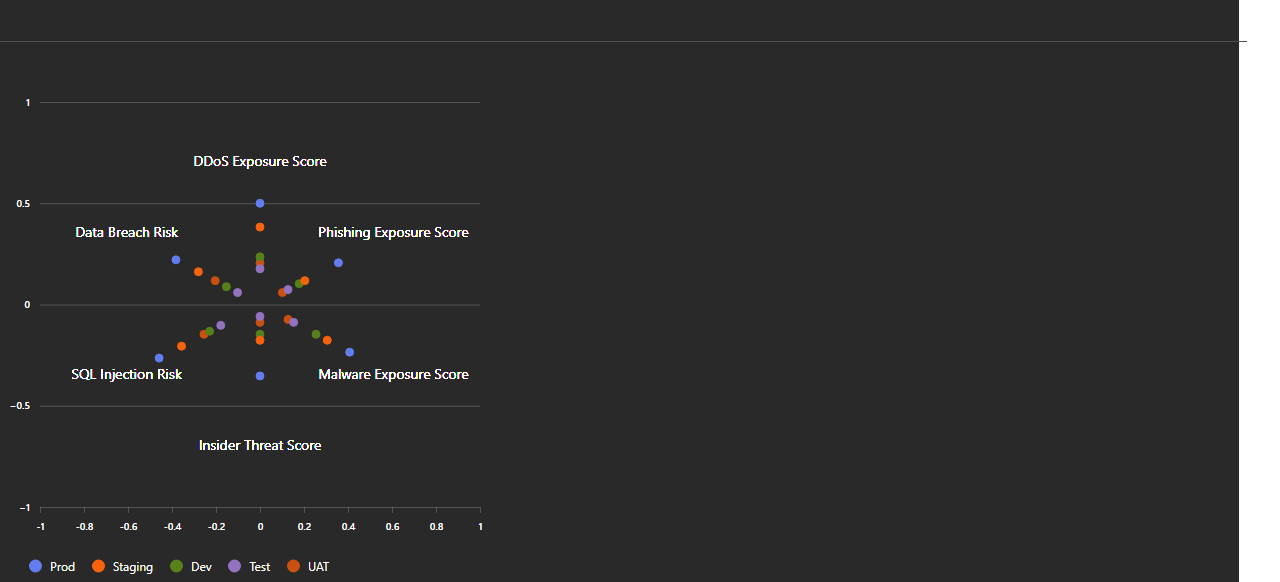 1
DDoS Exposure Score
0.5
Data Breach Risk
Phishing Exposure Score
0
SQL Injection Risk
Malware Exposure Score
−0.5
Insider Threat Score
−1
-1 -0.8 -0.6 -0.4 -0.2 0 0.2 0.4 0.6 0.8 1
Prod Staging Dev Test UAT